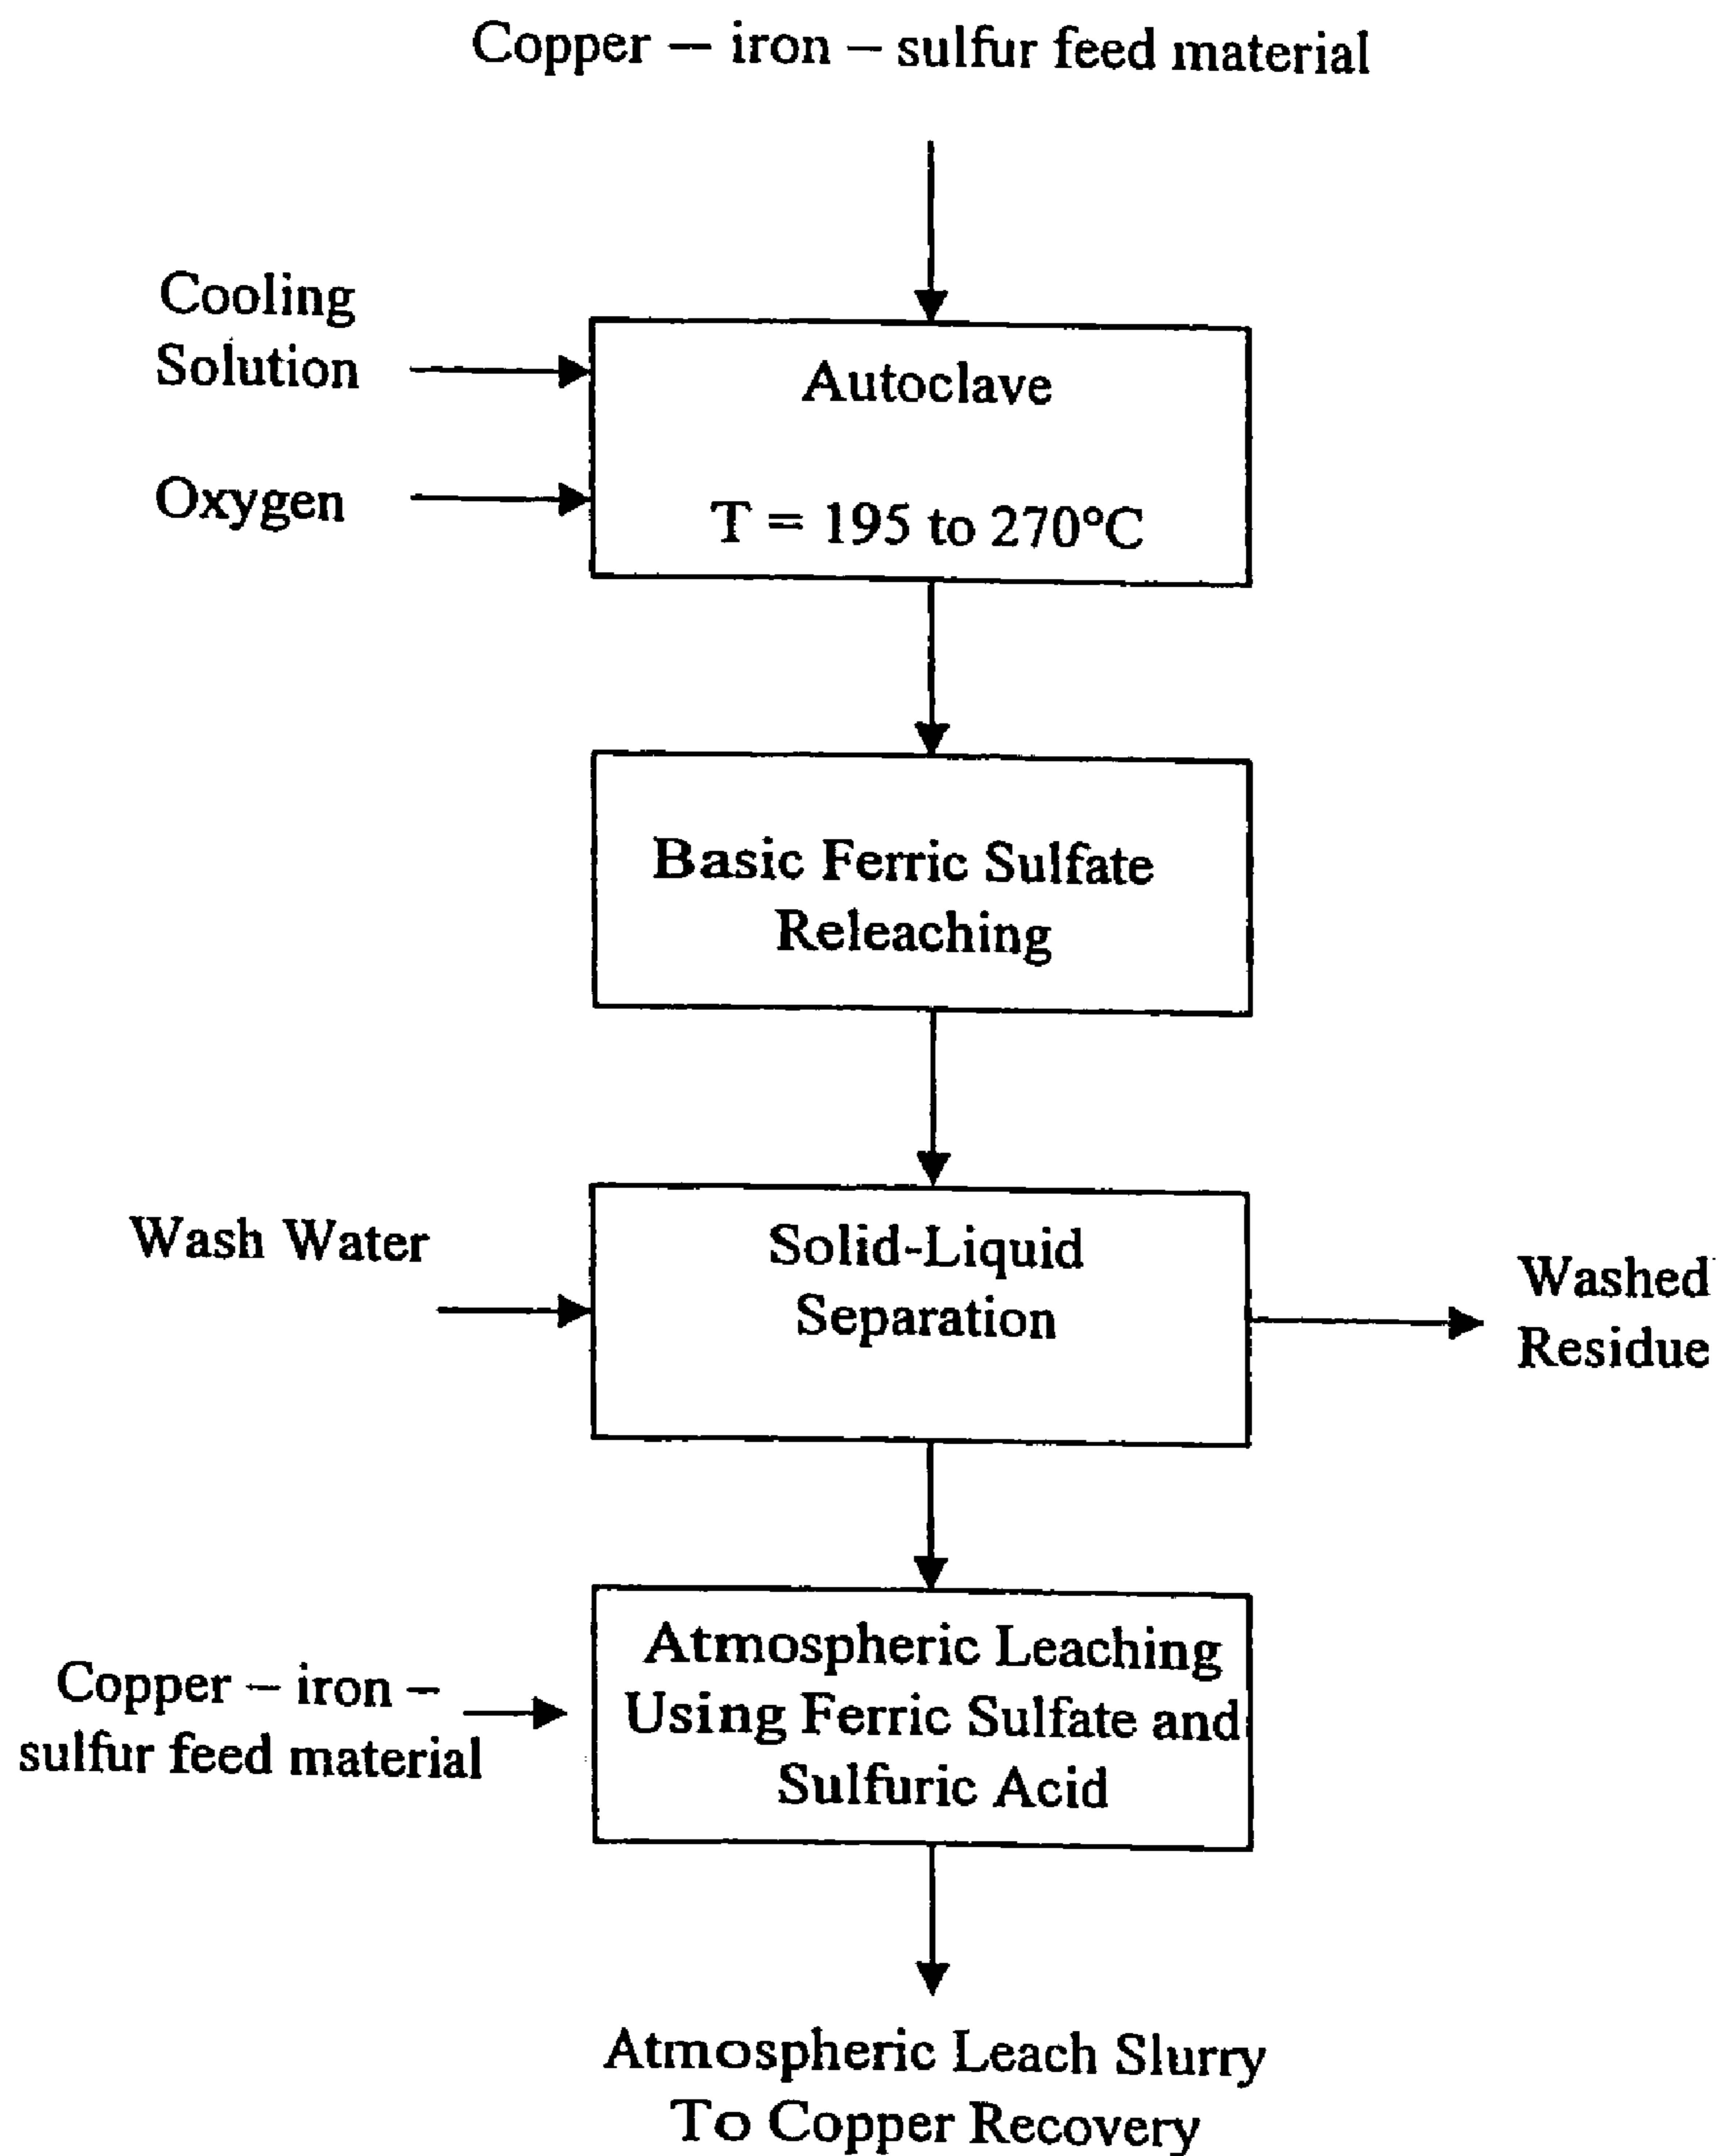 Copper — iron – sulfur feed material
Cooling
Solution
Oxygen
Autoclave
T = 195 to 270°C
Basic Ferric Sulfate
Releaching
Wash Water
Solid-Liquid
Separation
Washed
Residue
Copper – iron –
sulfur feed material
Atmospheric Leaching
Using Ferric Sulfate and
Sulfuric Acid
Atmospheric Leach Slurry
To Copper Recovery